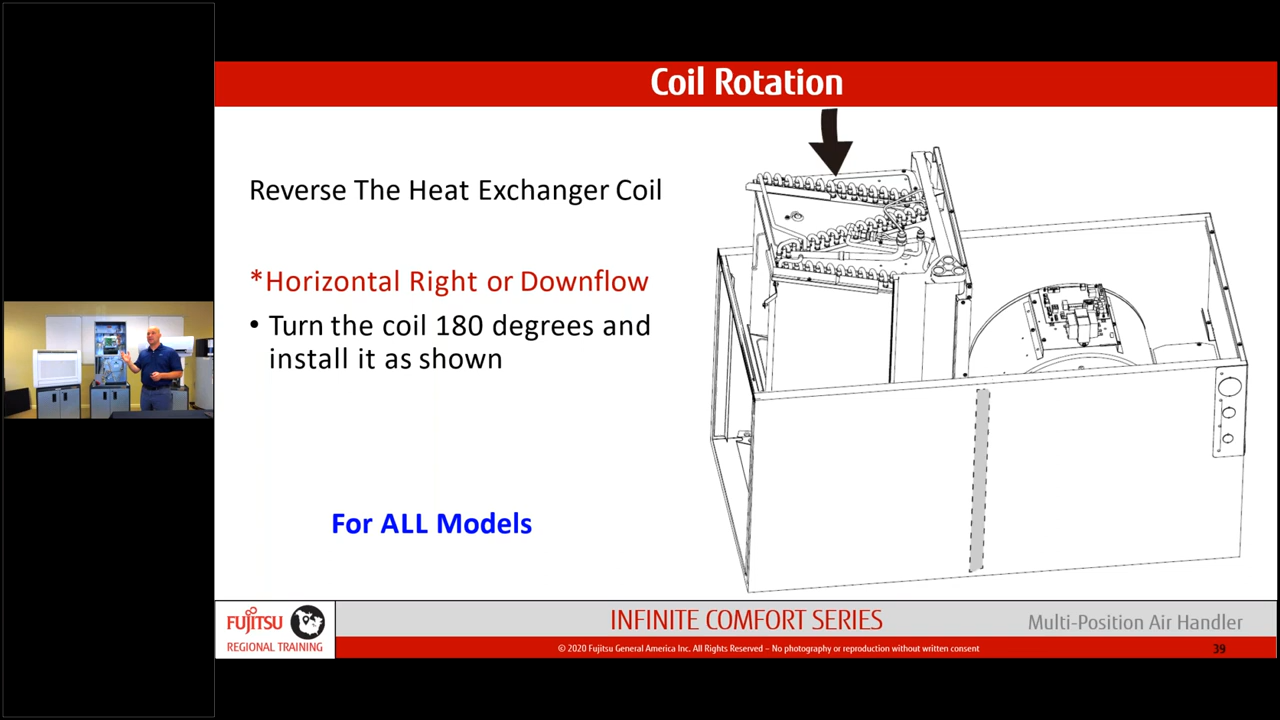 Coil Rotation
Reverse The Heat Exchanger Coil
*Horizontal Right or Downflow
• Turn the coil 180 degrees and
install it as shown
For ALL Models
FUJITSU
REGIONAL TRAINING
INFINITE COMFORT SERIES
Multi-Position Air Handler
© 2020 Fujitsu General America Inc. All Rights Reserved – No photography or reproduction without written consent
39